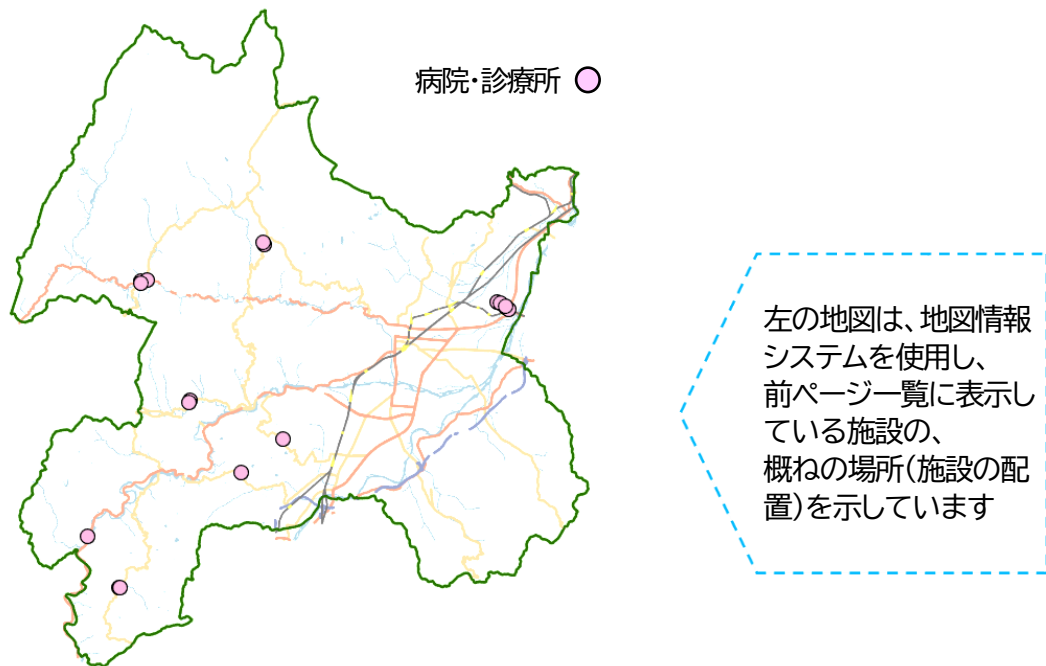 病院・診療所
左の地図は、地図情報
システムを使用し、
前ページ一覧に表示し
ている施設の、
概ねの場所(施設の配
置)を示しています